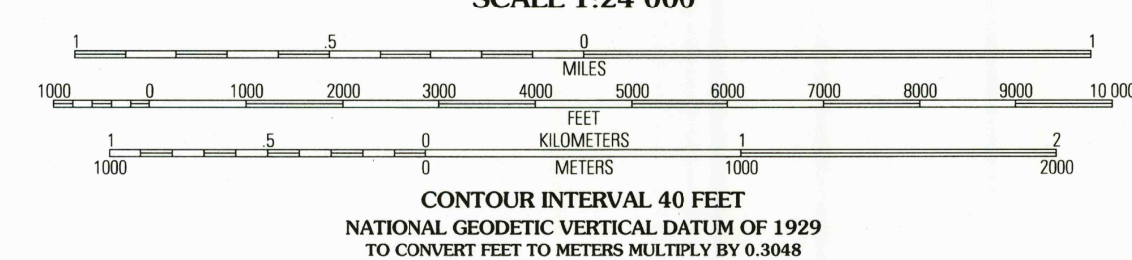 SCALE 1:24 000
1 .5 0 1
MILES
1000 0 1000 2000 3000 4000 5000 6000 7000 8000 9000 10 000
FEET
1 .5 0 KILOMETERS 1 2
1000 0 METERS 1000 2000
CONTOUR INTERVAL 40 FEET
NATIONAL GEODETIC VERTICAL DATUM OF 1929
TO CONVERT FEET TO METERS MULTIPLY BY 0.3048